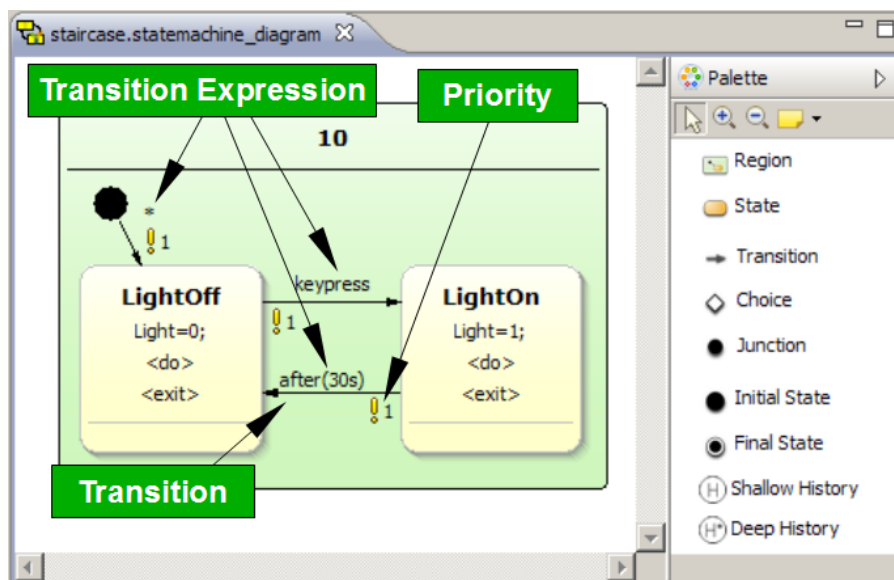 staircase.statemachine_diagram
Transition Expression
Priority
10
*
1
LightOff
Light=0;
<do>
<exit>
keypress
1
after(30s)
1
LightOn
Light=1;
<do>
<exit>
Transition
Palette
Region
State
Transition
Choice
Junction
Initial State
Final State
H Shallow History
H* Deep History